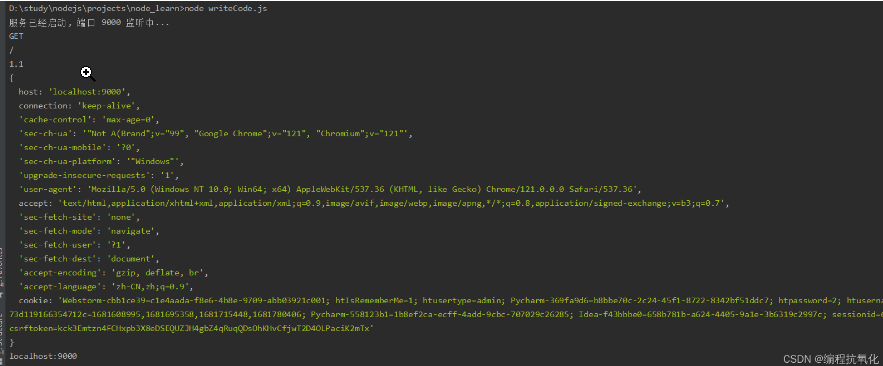 D:\study\nodejs\projects\node_learn>node writeCode.js
服务已经启动, 端口 9000 监听中...
GET
/
1.1
{
host: 'localhost:9000',
connection: 'keep-alive',
'cache-control': 'max-age=0',
'sec-ch-ua': '"Not A(Brand";v="99", "Google Chrome";v="121", "Chromium";v="121"',
'sec-ch-ua-mobile': '?0',
'sec-ch-ua-platform': '"Windows"',
'upgrade-insecure-requests': '1',
'user-agent': 'Mozilla/5.0 (Windows NT 10.0; Win64; x64) AppleWebKit/537.36 (KHTML, like Gecko) Chrome/121.0.0.0 Safari/537.36',
accept: 'text/html,application/xhtml+xml,application/xml;q=0.9,image/avif,image/webp,image/apng,*/*;q=0.8,application/signed-exchange;v=b3;q=0.7',
'sec-fetch-site': 'none',
'sec-fetch-mode': 'navigate',
'sec-fetch-user': '?1',
'sec-fetch-dest': 'document',
'accept-encoding': 'gzip, deflate, br',
'accept-language': 'zh-CN,zh;q=0.9',
cookie: 'Webstorm-cbb1ce39-c1e4aada-f8e6-4b8e-9709-abb03921c001; htIsRememberMe=1; htusertype=admin; Pycharm-369fa9d6=b8bbe70c-2c24-45f1-8722-8342bf51ddc7; htpassword=2; htuserna
73d119166354712c=1681608995,1681695358,1681715448,1681780406; Pycharm-558123b1=1b8ef2ca-ecff-4add-9cbc-707029c26285; Idea-f43bbbe0=658b781b-a624-4405-9a1e-3b6319c2997c; sessionid=
csrftoken=kck3Emtzn4FCHxpb3X8eDSEQUZJH4gbZ4qRuqQDsOhKHvCfjwT2D4OLPaciK2mTx'
}
localhost:9000
CSDN @编程抗氧化